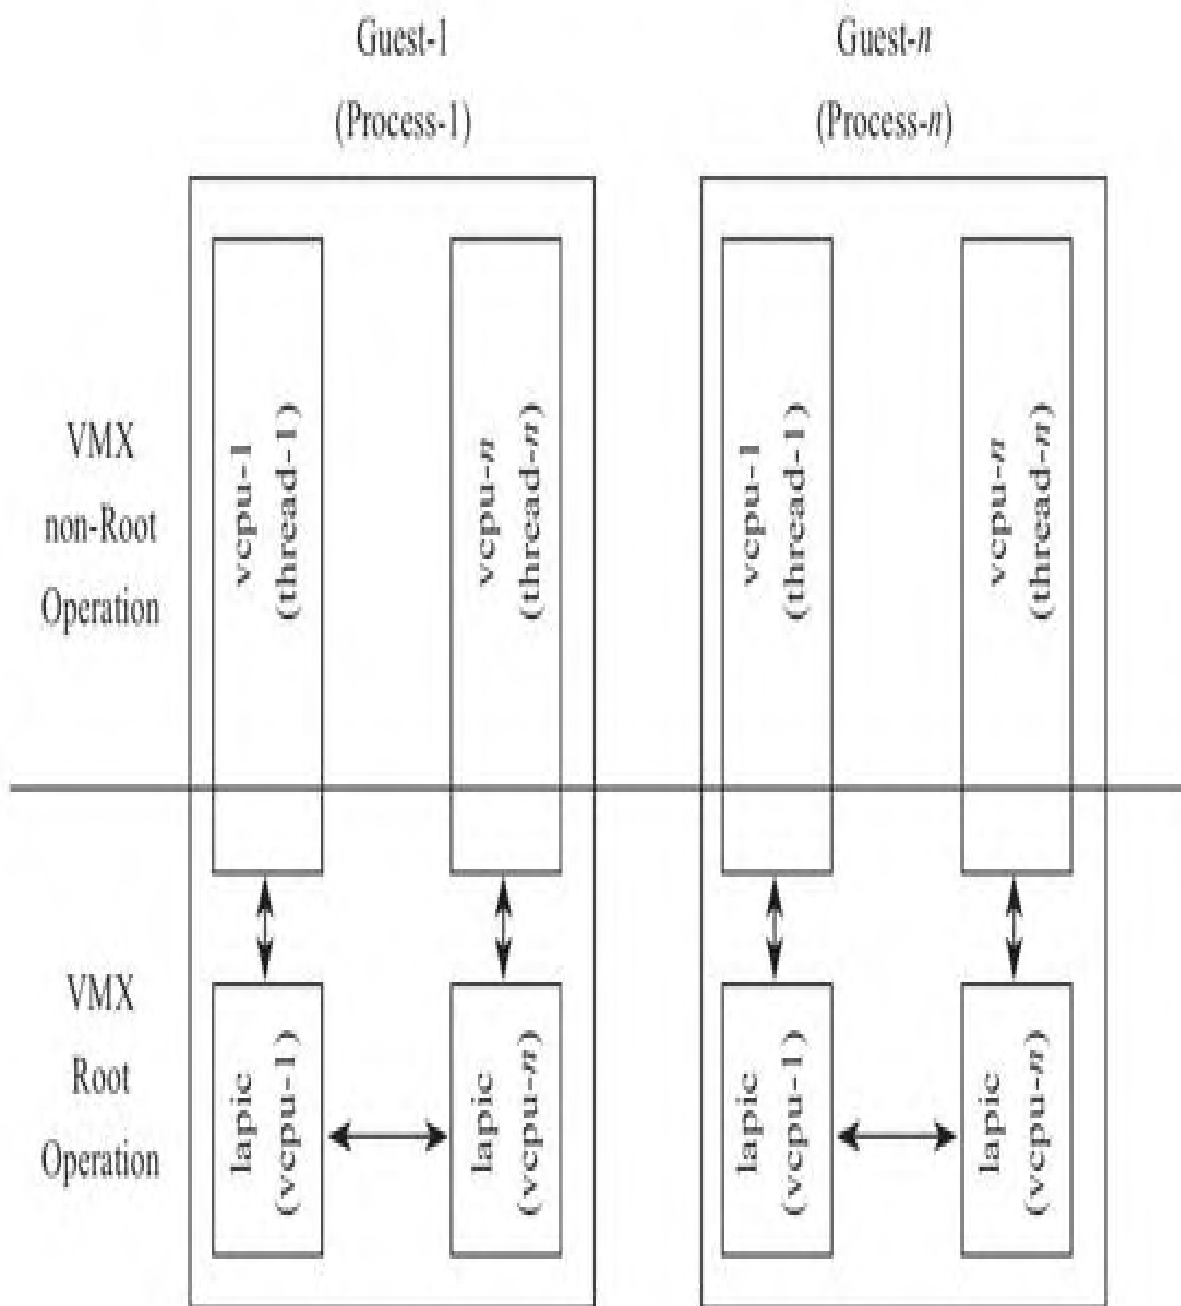 Guest-1
(Process-1)
Guest-n
(Process-n)
VMX
non-Root
Operation
vcpu-1
(thread-1)
vcpu-n
(thread-n)
vcpu-1
(thread-1)
vcpu-n
(thread-n)
VMX
Root
Operation
lapic
(vcpu-1)
lapic
(vcpu-n)
lapic
(vcpu-1)
lapic
(vcpu-n)